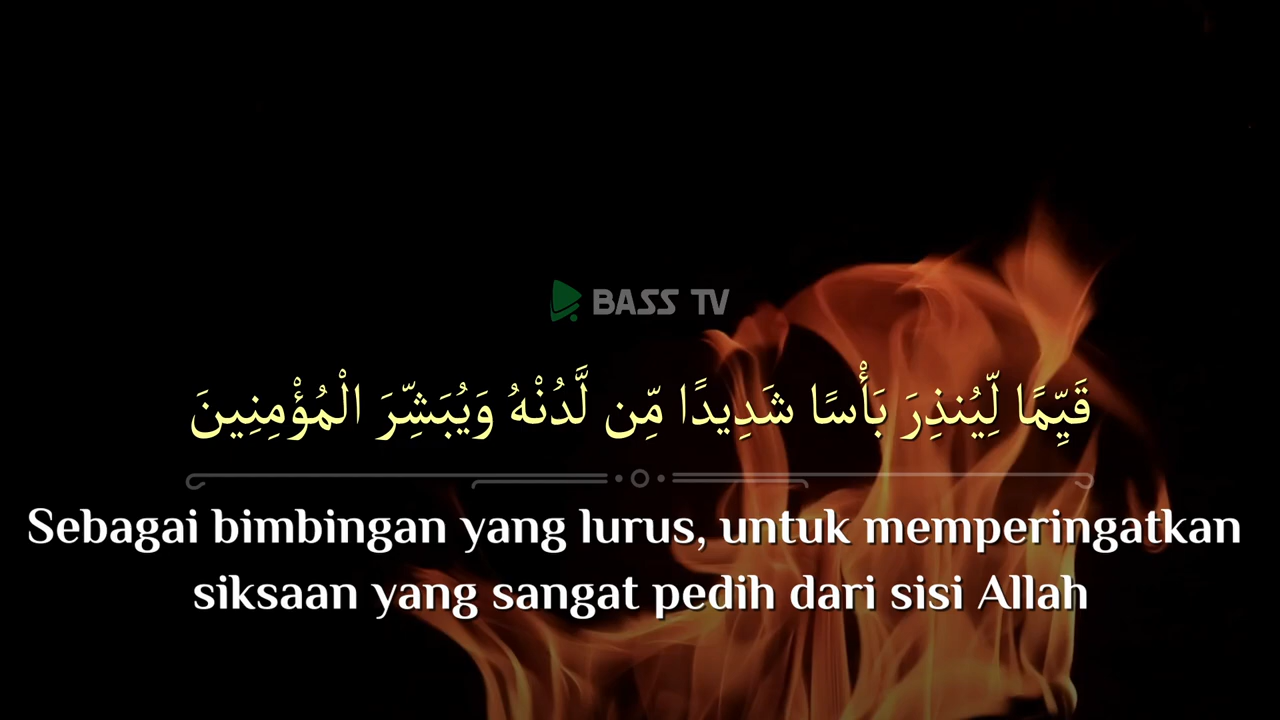 BASS TV
قَيِّمًا لِّيُنذِرَ بَأْسًا شَدِيدًا مِّن لَّدُنْهُ وَيُبَشِّرَ الْمُؤْمِنِينَ
Sebagai bimbingan yang lurus, untuk memperingatkan
siksaan yang sangat pedih dari sisi Allah